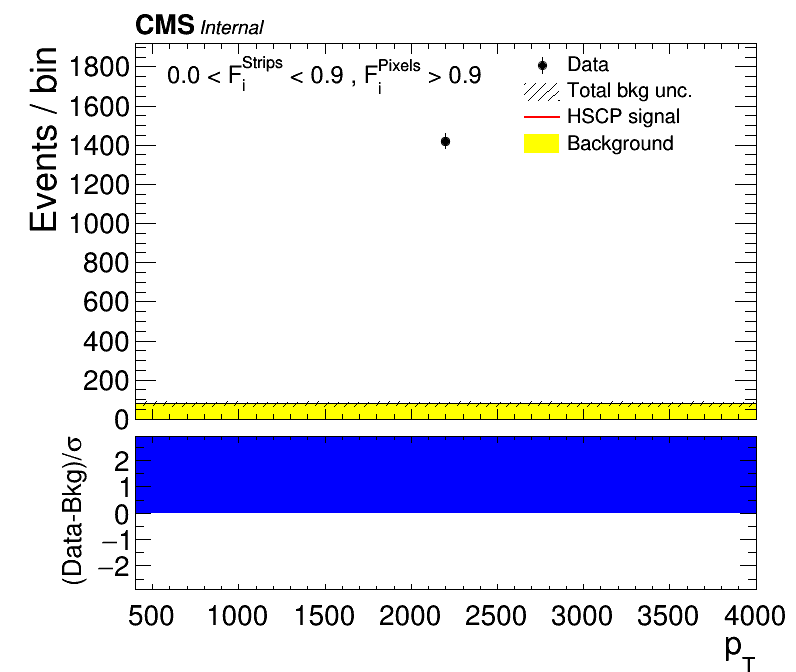 CMS Internal
Events / bin
0.0 < F_i^Strips < 0.9 , F_i^Pixels > 0.9
Data
Total bkg unc.
HSCP signal
Background
1800
1600
1400
1200
1000
800
600
400
200
0
(Data-Bkg)/σ
2
1
0
−1
−2
500 1000 1500 2000 2500 3000 3500 4000
p_T